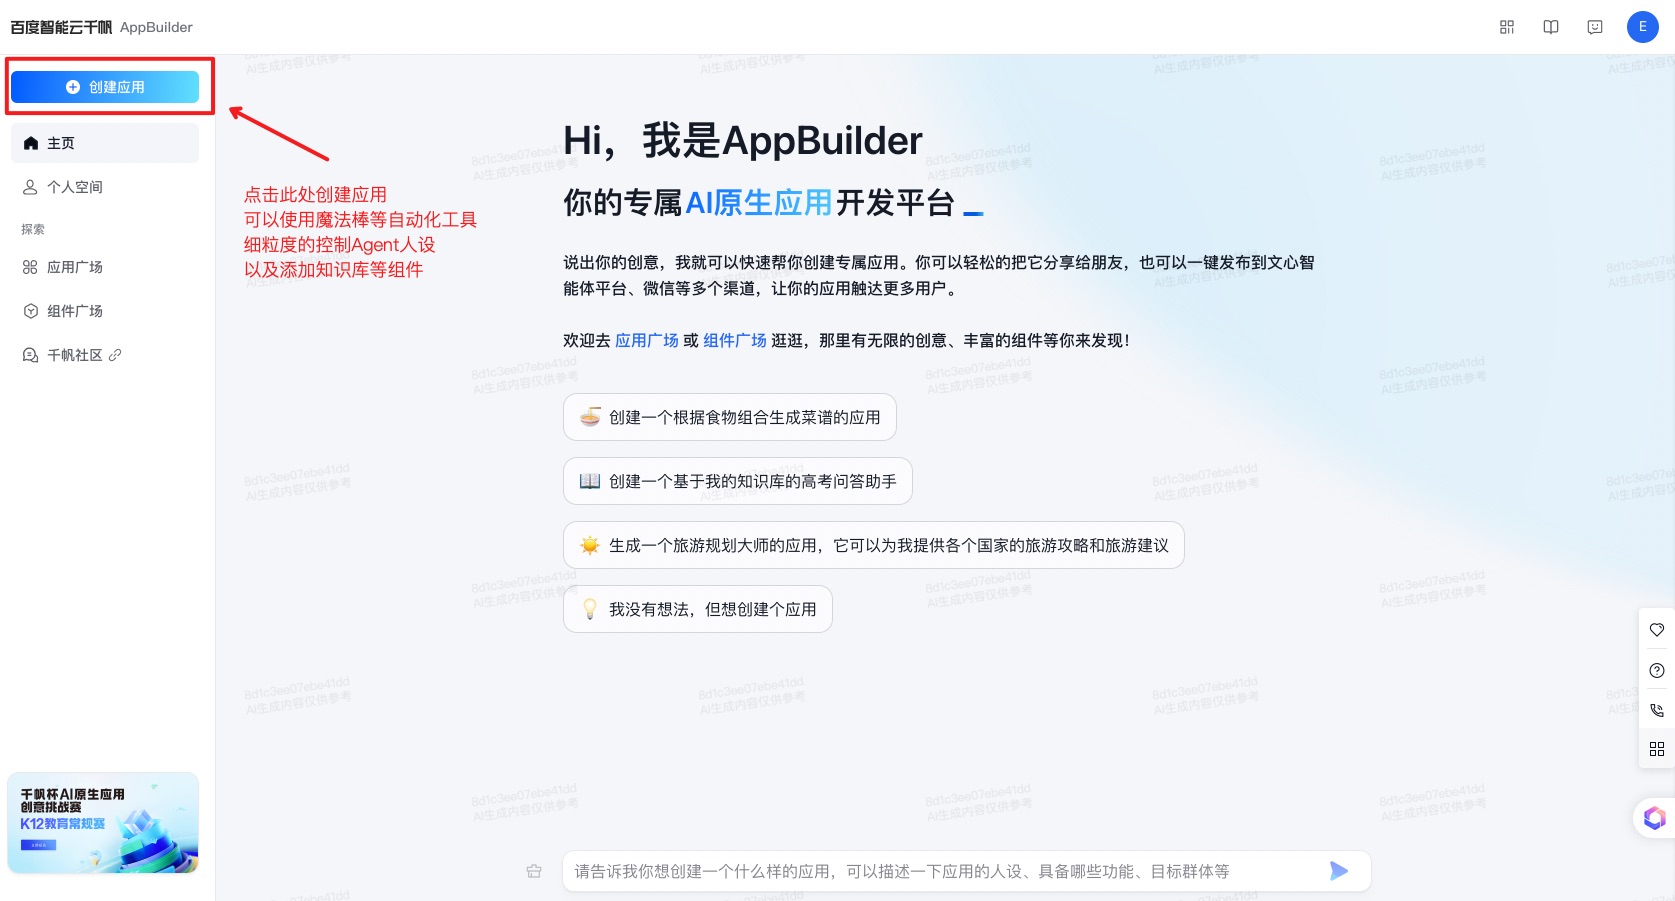 百度智能云千帆 AppBuilder
E
创建应用
主页
个人空间
探索
应用广场
组件广场
千帆社区
点击此处创建应用
可以使用魔法棒等自动化工具
细粒度的控制Agent人设
以及添加知识库等组件
Hi，我是AppBuilder
你的专属AI原生应用开发平台
说出你的创意，我就可以快速帮你创建专属应用。你可以轻松的把它分享给朋友，也可以一键发布到文心智
能体平台、微信等多个渠道，让你的应用触达更多用户。
欢迎去 应用广场 或 组件广场 逛逛，那里有无限的创意、丰富的组件等你来发现！
创建一个根据食物组合生成菜谱的应用
创建一个基于我的知识库的高考问答助手
生成一个旅游规划大师的应用，它可以为我提供各个国家的旅游攻略和旅游建议
我没有想法，但想创建个应用
千帆杯AI原生应用
创意挑战赛
K12教育常规赛
请告诉我你想创建一个什么样的应用，可以描述一下应用的人设、具备哪些功能、目标群体等
8d1c3ee07ebe41dd
AI生成内容仅供参考